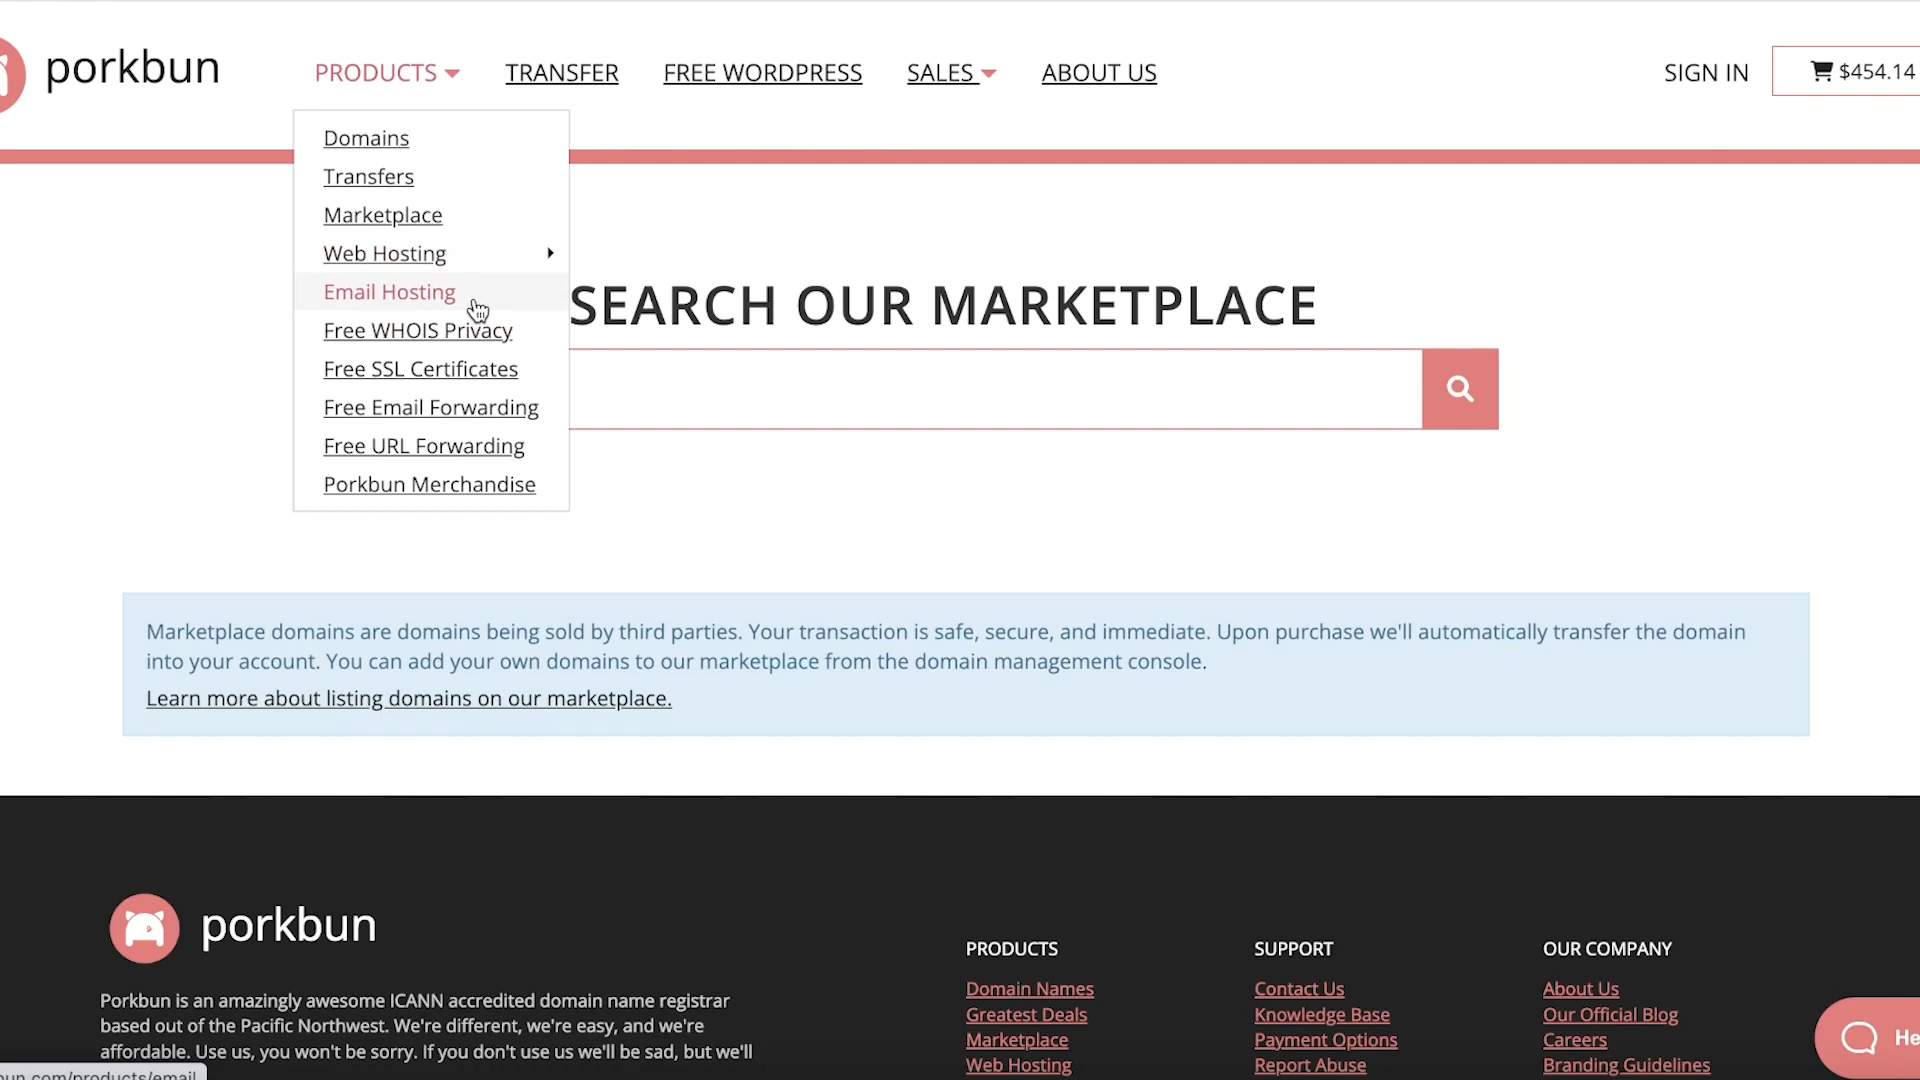 porkbun
PRODUCTS
TRANSFER
FREE WORDPRESS
SALES
ABOUT US
SIGN IN
$454.14
Domains
Transfers
Marketplace
Web Hosting
Email Hosting
Free WHOIS Privacy
Free SSL Certificates
Free Email Forwarding
Free URL Forwarding
Porkbun Merchandise
SEARCH OUR MARKETPLACE
Marketplace domains are domains being sold by third parties. Your transaction is safe, secure, and immediate. Upon purchase we'll automatically transfer the domain
into your account. You can add your own domains to our marketplace from the domain management console.
Learn more about listing domains on our marketplace.
porkbun
Porkbun is an amazingly awesome ICANN accredited domain name registrar
based out of the Pacific Northwest. We're different, we're easy, and we're
affordable. Use us, you won't be sorry. If you don't use us we'll be sad, but we'll
PRODUCTS
Domain Names
Greatest Deals
Marketplace
Web Hosting
SUPPORT
Contact Us
Knowledge Base
Payment Options
Report Abuse
OUR COMPANY
About Us
Our Official Blog
Careers
Branding Guidelines
He
bun.com/products/email